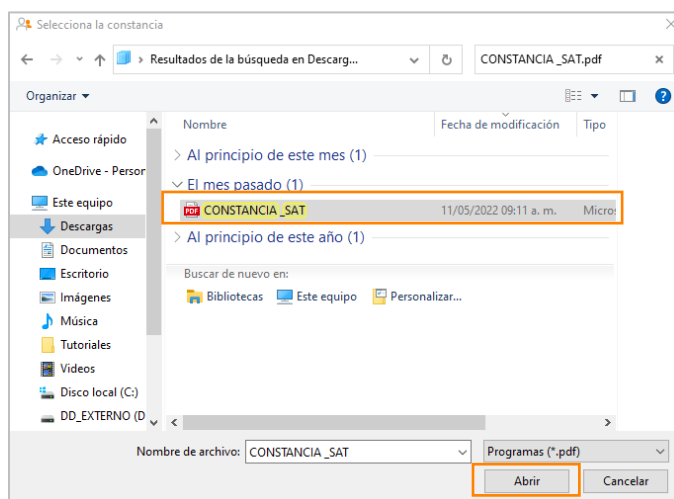 Selecciona la constancia
Resultados de la búsqueda en Descarg...
CONSTANCIA _SAT.pdf
Organizar
Nombre
Fecha de modificación
Tipo
Acceso rápido
OneDrive - Person
Este equipo
Descargas
Documentos
Escritorio
Imágenes
Música
Tutoriales
Videos
Disco local (C:)
DD_EXTERNO (D
Al principio de este mes (1)
El mes pasado (1)
PDF CONSTANCIA _SAT 11/05/2022 09:11 a. m. Micros
Al principio de este año (1)
Buscar de nuevo en:
Bibliotecas Este equipo Personalizar...
Nombre de archivo: CONSTANCIA _SAT Programas (*.pdf)
Abrir Cancelar